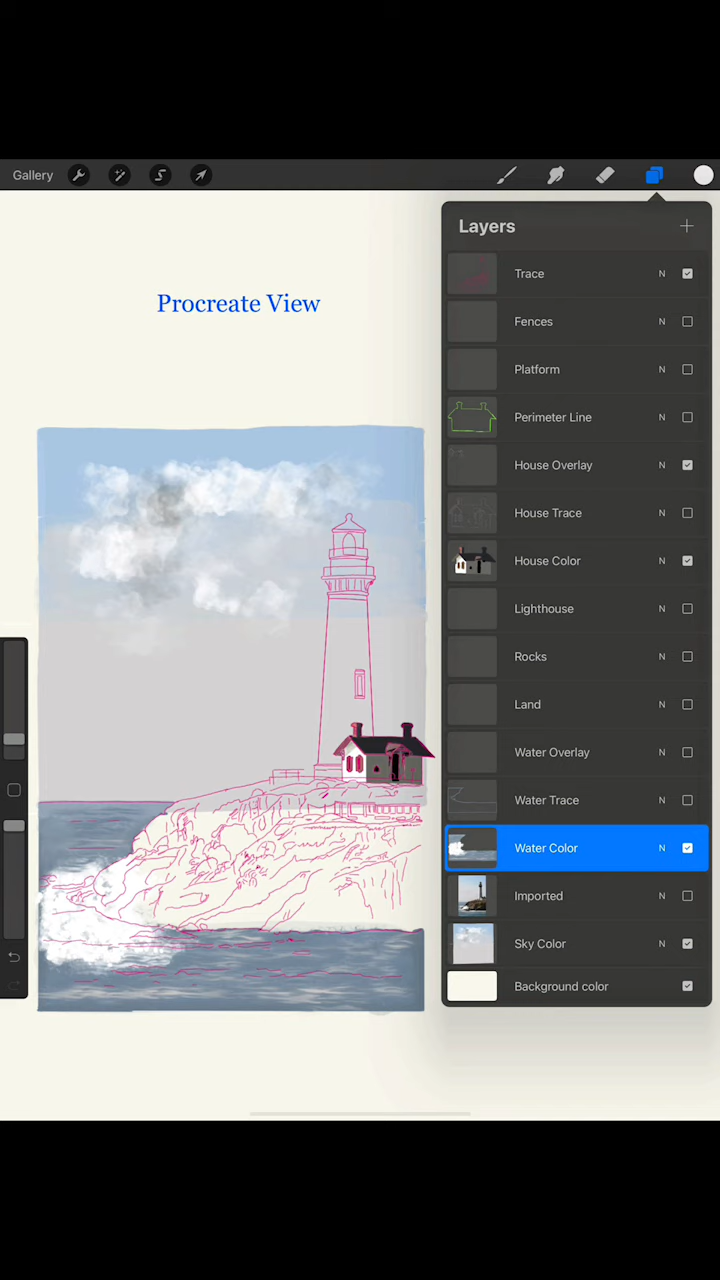 Gallery
Layers
Procreate View
Trace N
Fences N
Platform N
Perimeter Line N
House Overlay N
House Trace N
House Color N
Lighthouse N
Rocks N
Land N
Water Overlay N
Water Trace N
Water Color N
Imported N
Sky Color N
Background color